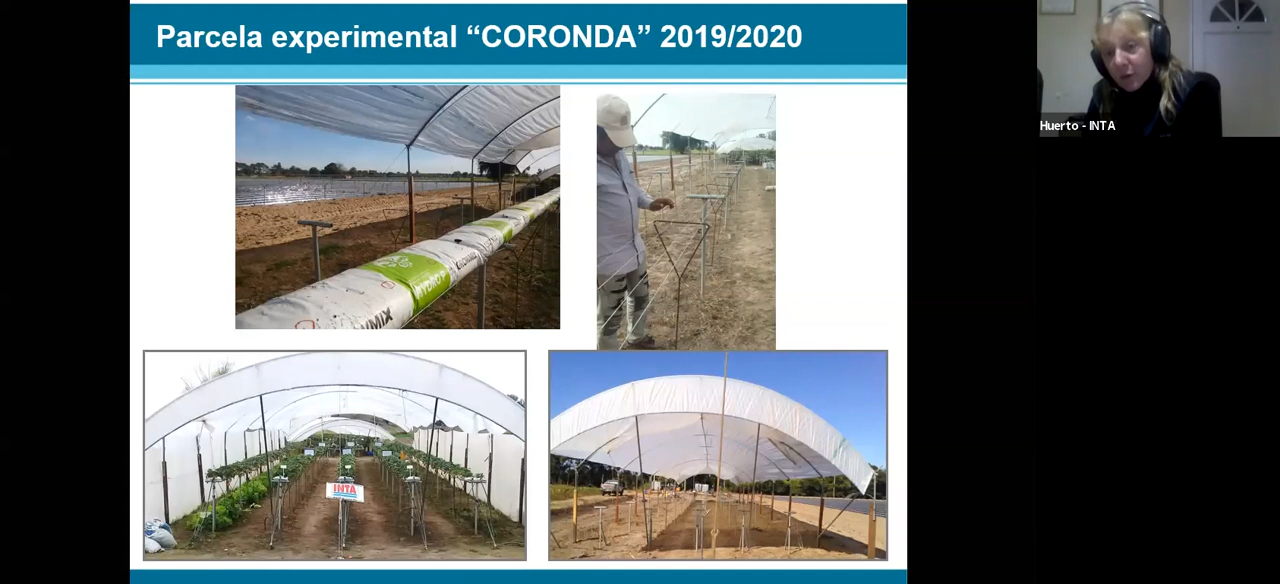 Parcela experimental “CORONDA” 2019/2020
Huerto - INTA
INTA